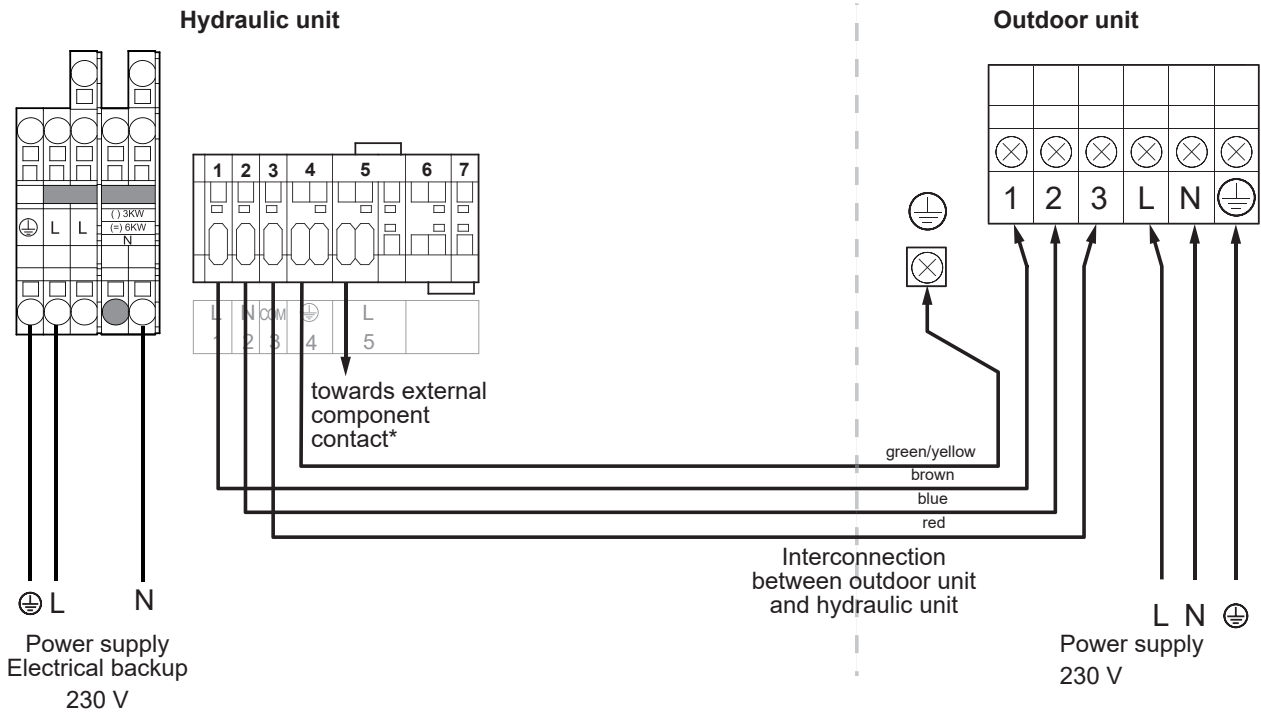 Hydraulic unit
Outdoor unit
1 2 3 4 5 6 7
L L
( ) 3KW
(=) 6KW
N
1 2 3 L N
L N COM L
1 2 3 4 5
towards external
component
contact*
green/yellow
brown
blue
red
Interconnection
between outdoor unit
and hydraulic unit
L N
Power supply
Electrical backup
230 V
L N
Power supply
230 V